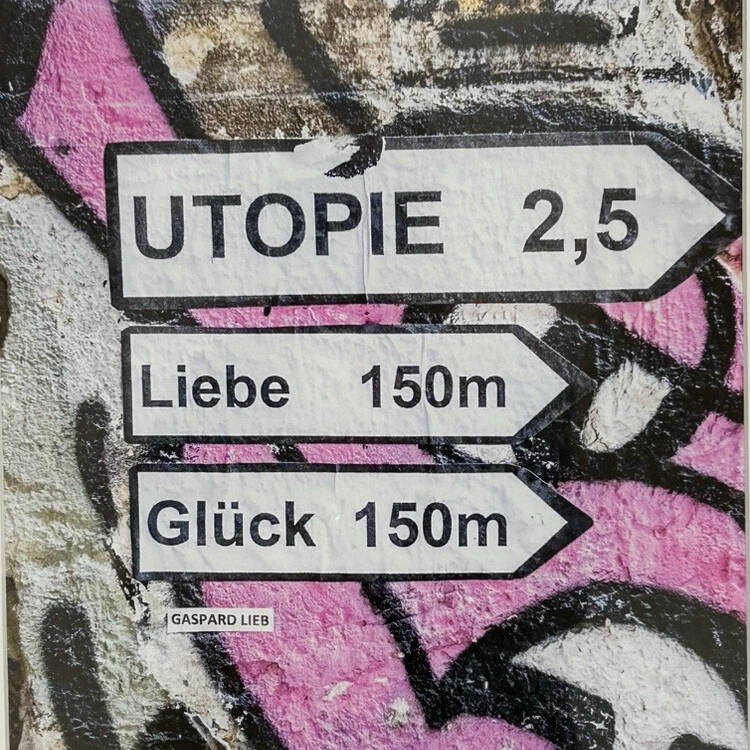 UTOPIE 2,5
Liebe 150m
Glück 150m
GASPARD LIEB